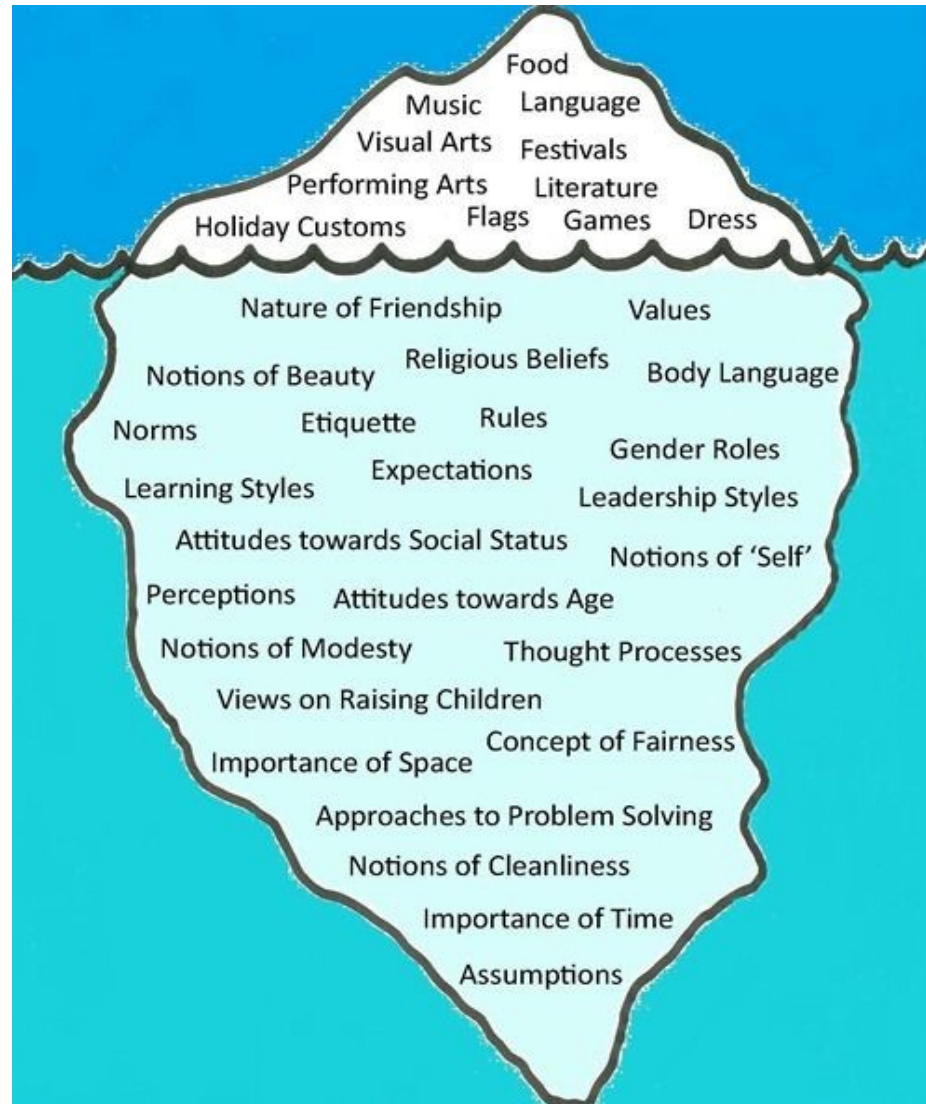 Food
Music
Language
Visual Arts
Festivals
Performing Arts
Literature
Holiday Customs
Flags
Games
Dress
Nature of Friendship
Values
Religious Beliefs
Notions of Beauty
Body Language
Norms
Etiquette
Rules
Gender Roles
Expectations
Learning Styles
Leadership Styles
Attitudes towards Social Status
Notions of ‘Self’
Perceptions
Attitudes towards Age
Notions of Modesty
Thought Processes
Views on Raising Children
Concept of Fairness
Importance of Space
Approaches to Problem Solving
Notions of Cleanliness
Importance of Time
Assumptions